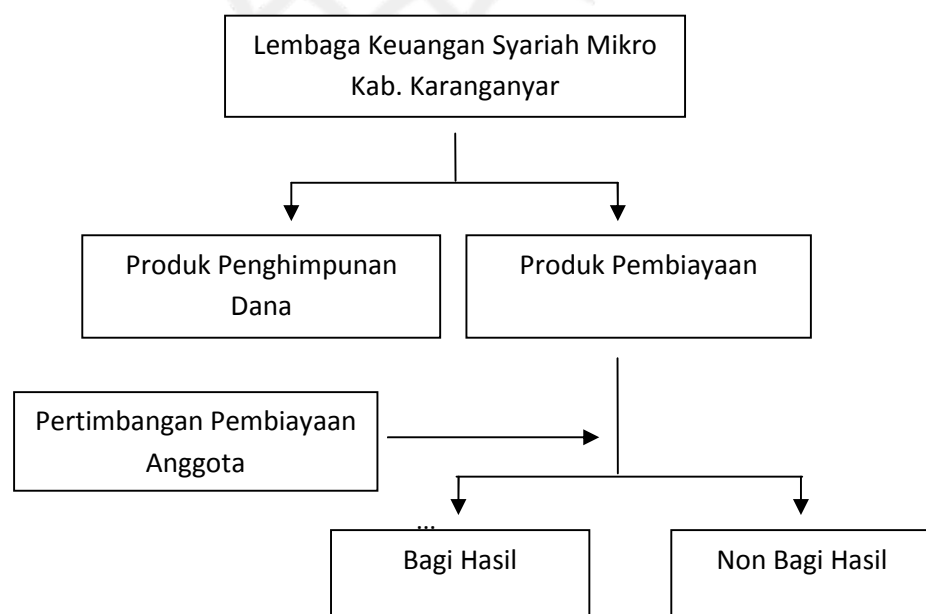 Lembaga Keuangan Syariah Mikro
Kab. Karanganyar
Produk Penghimpunan
Dana
Produk Pembiayaan
Pertimbangan Pembiayaan
Anggota
...
Bagi Hasil
Non Bagi Hasil